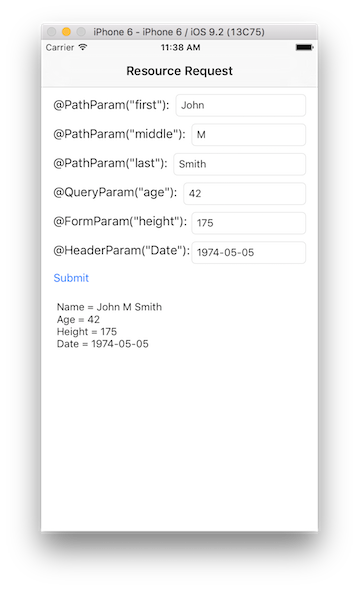 iPhone 6 - iPhone 6 / iOS 9.2 (13C75)
Carrier 11:38 AM
Resource Request
@PathParam("first"): John
@PathParam("middle"): M
@PathParam("last"): Smith
@QueryParam("age"): 42
@FormParam("height"): 175
@HeaderParam("Date"): 1974-05-05
Submit
Name = John M Smith
Age = 42
Height = 175
Date = 1974-05-05